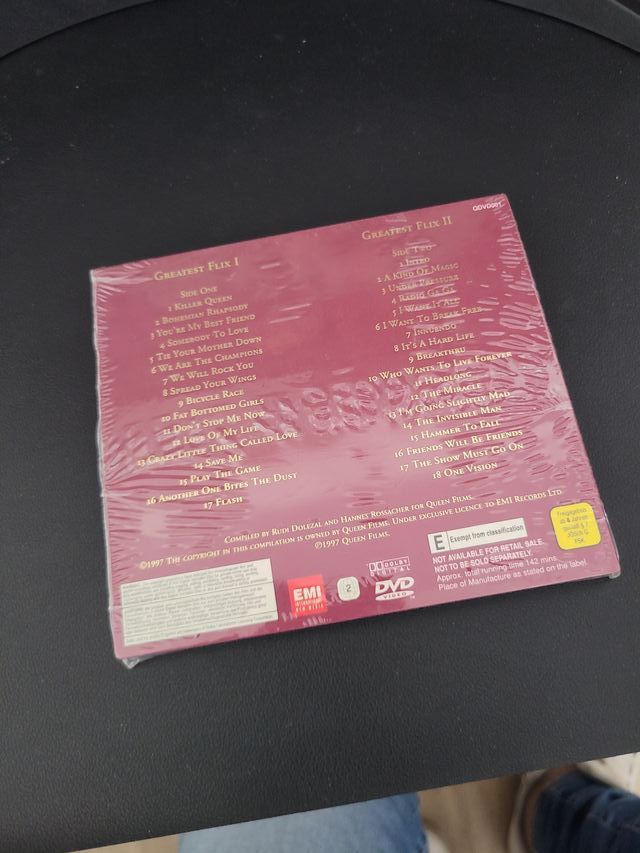 QDVD001
GREATEST FLIX I
SIDE ONE
1 KILLER QUEEN
2 BOHEMIAN RHAPSODY
3 YOU'RE MY BEST FRIEND
4 SOMEBODY TO LOVE
5 TIE YOUR MOTHER DOWN
6 WE ARE THE CHAMPIONS
7 WE WILL ROCK YOU
8 SPREAD YOUR WINGS
9 BICYCLE RACE
10 FAT BOTTOMED GIRLS
11 DON'T STOP ME NOW
12 LOVE OF MY LIFE
13 CRAZY LITTLE THING CALLED LOVE
14 SAVE ME
15 PLAY THE GAME
16 ANOTHER ONE BITES THE DUST
17 FLASH
GREATEST FLIX II
SIDE TWO
1 INTRO
2 A KIND OF MAGIC
3 UNDER PRESSURE
4 RADIO GA GA
5 I WANT IT ALL
6 I WANT TO BREAK FREE
7 INNUENDO
8 IT'S A HARD LIFE
9 BREAKTHRU
10 WHO WANTS TO LIVE FOREVER
11 HEADLONG
12 THE MIRACLE
13 I'M GOING SLIGHTLY MAD
14 THE INVISIBLE MAN
15 HAMMER TO FALL
16 FRIENDS WILL BE FRIENDS
17 THE SHOW MUST GO ON
18 ONE VISION
COMPILED BY RUDI DOLEZAL AND HANNES ROSSACHER FOR QUEEN FILMS.
©1997 THE COPYRIGHT IN THIS COMPILATION IS OWNED BY QUEEN FILMS. UNDER EXCLUSIVE LICENCE TO EMI RECORDS LTD
©1997 QUEEN FILMS.
EMI
INTERNATIONAL
NEW MEDIA
2
DOLBY
DIGITAL
DVD
VIDEO
E Exempt from classification
NOT AVAILABLE FOR RETAIL SALE.
NOT TO BE SOLD SEPARATELY.
Approx. total running time 142 mins.
Place of Manufacture as stated on the label
Freigegeben
ab 6 Jahren
gemäß § 7
JÖSchG
FSK